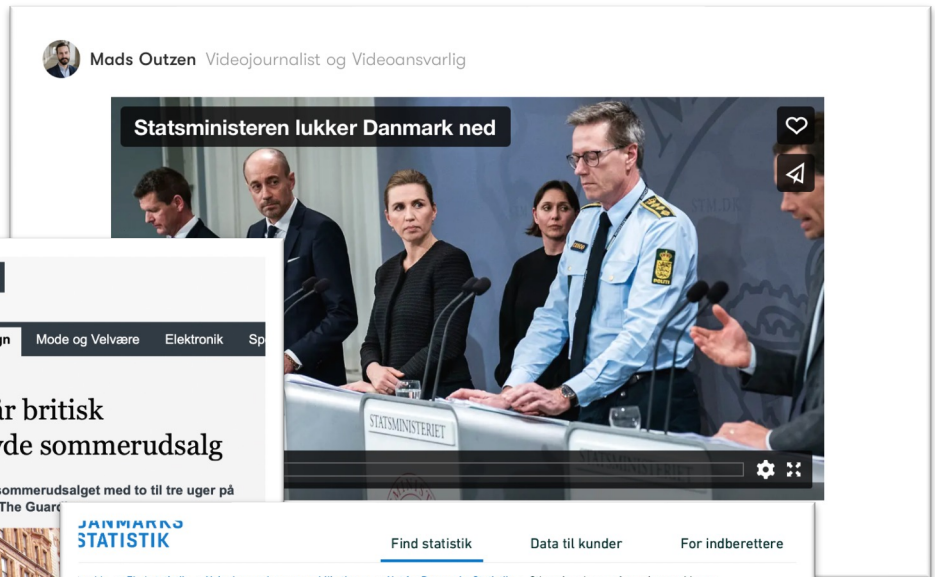 Mads Outzen Videojournalist og Videoansvarlig
Statsministeren lukker Danmark ned
STATSMINISTERIET
STATSMINISTERIET
POLITI
Mode og Velvære Elektronik
britisk
sommerudsalg
sommerudsalget med to til tre uger på
The
DANMARKS
STATISTIK
Find statistik Data til kunder For indberettere